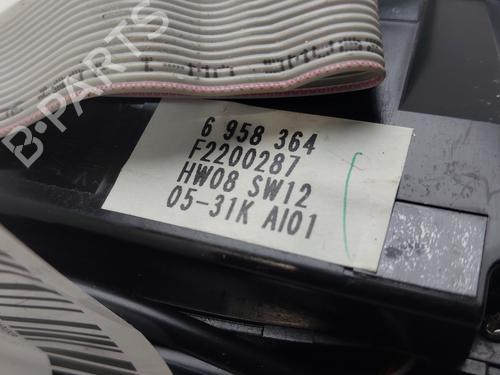 B-PARTS
6 958 364
F2200287
HW08 SW12
05-31K AI01